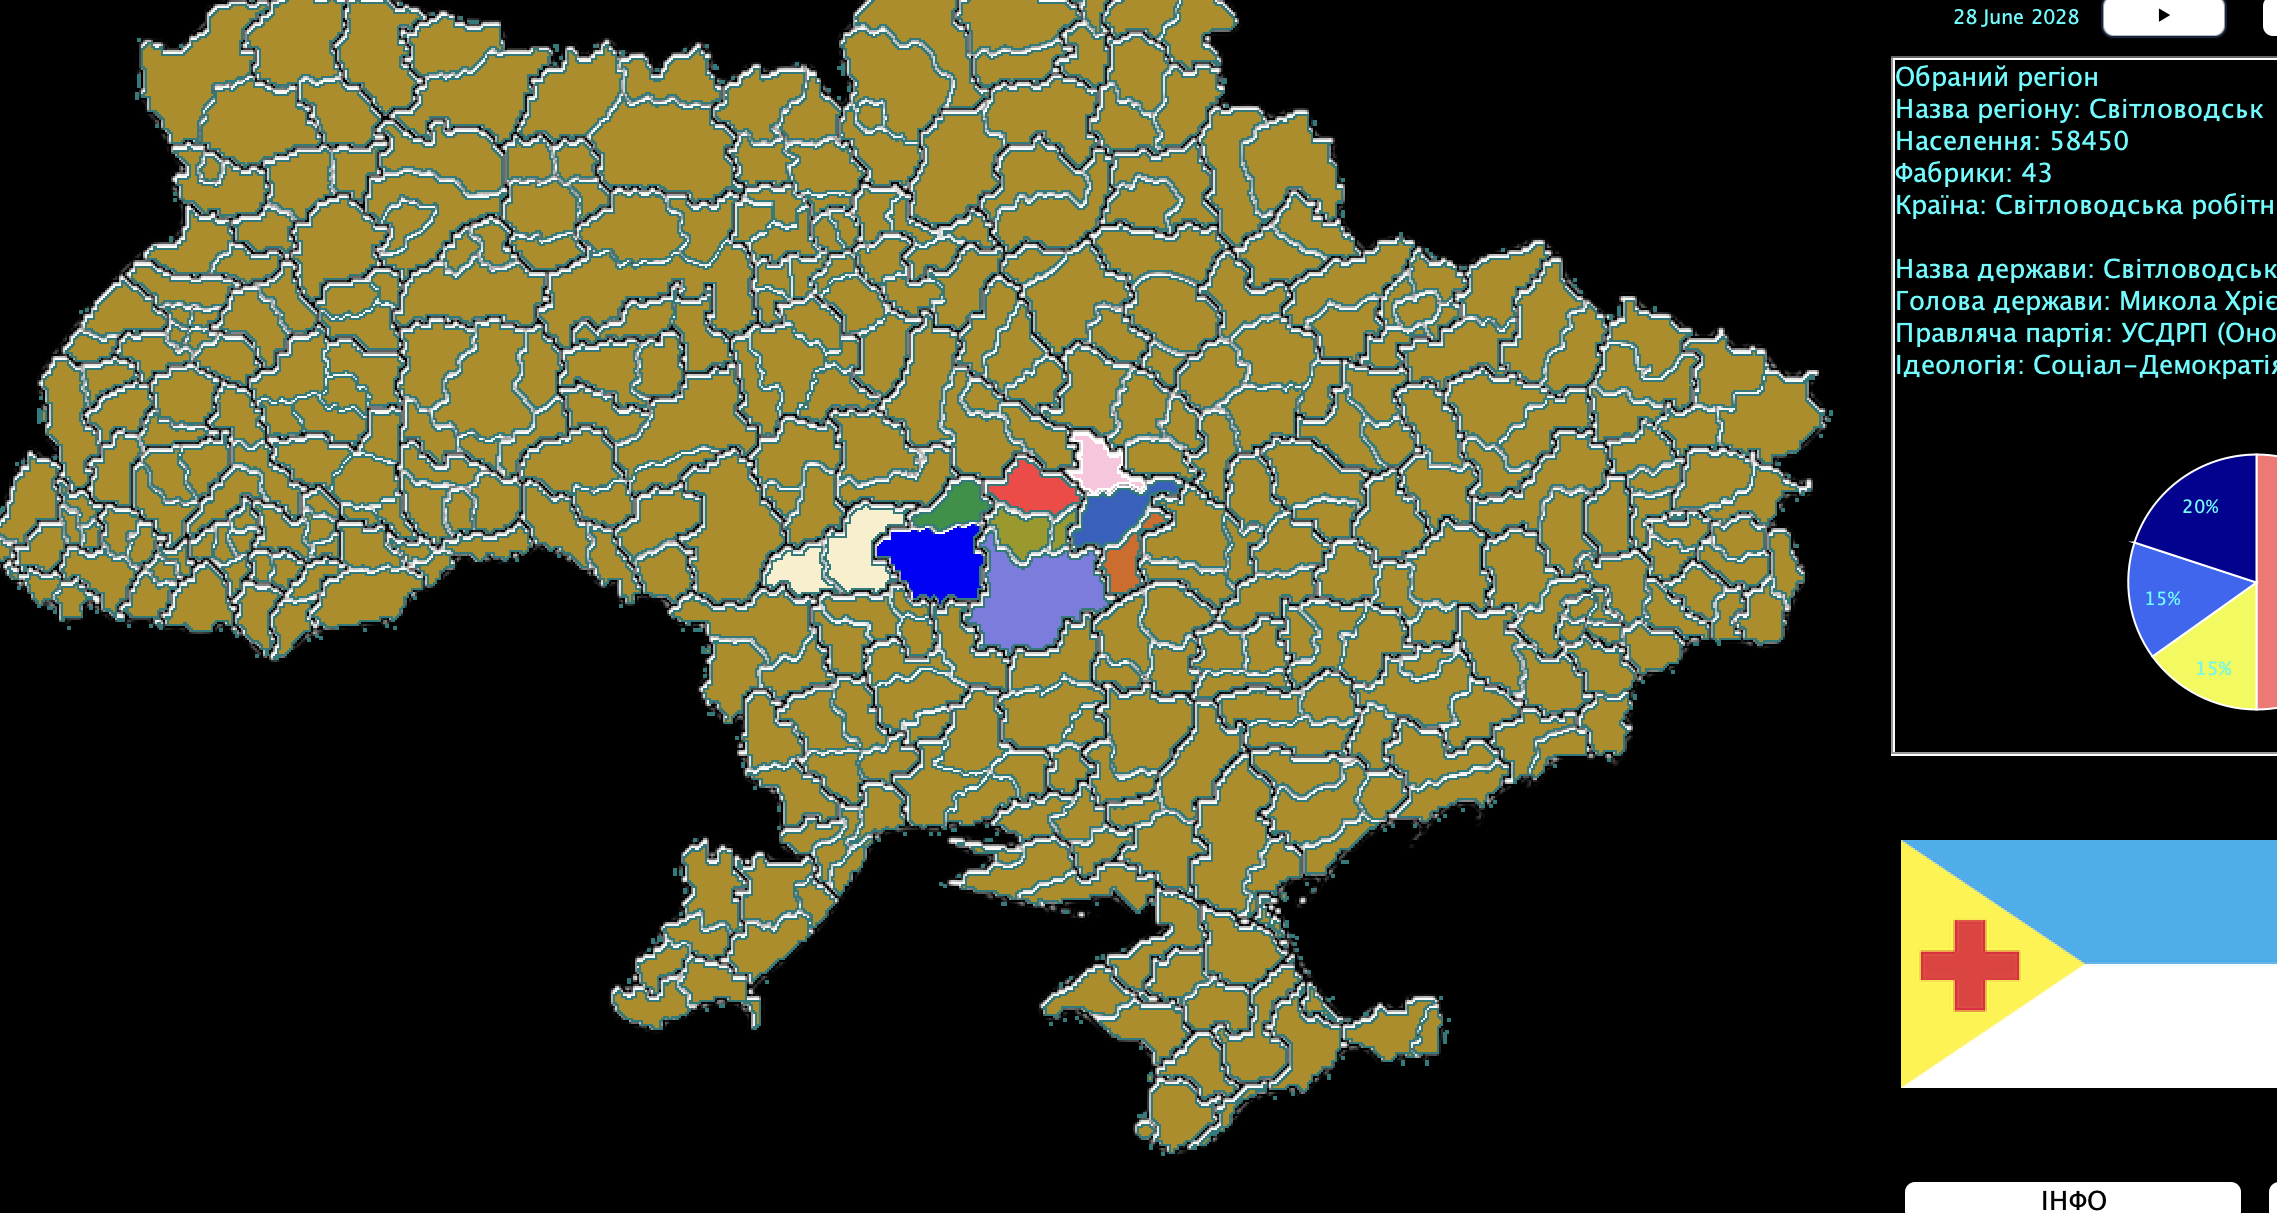 28 June 2028
Обраний регіон
Назва регіону: Світловодськ
Населення: 58450
Фабрики: 43
Країна: Світловодська робітн
Назва держави: Світловодськ
Голова держави: Микола Хріє
Правляча партія: УСДРП (Оно
Ідеологія: Соціал-Демократія
20%
15%
15%
ІНФО